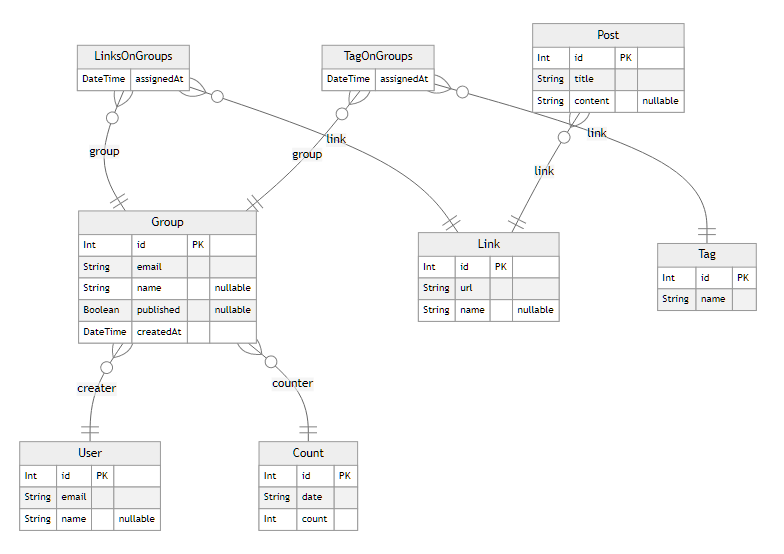 LinksOnGroups
DateTime assignedAt
TagOnGroups
DateTime assignedAt
Post
Int id PK
String title
String content nullable
group
group
link
link
link
Group
Int id PK
String email
String name nullable
Boolean published nullable
DateTime createdAt
Link
Int id PK
String url
String name nullable
Tag
Int id PK
String name
creater
counter
User
Int id PK
String email
String name nullable
Count
Int id PK
String date
Int count